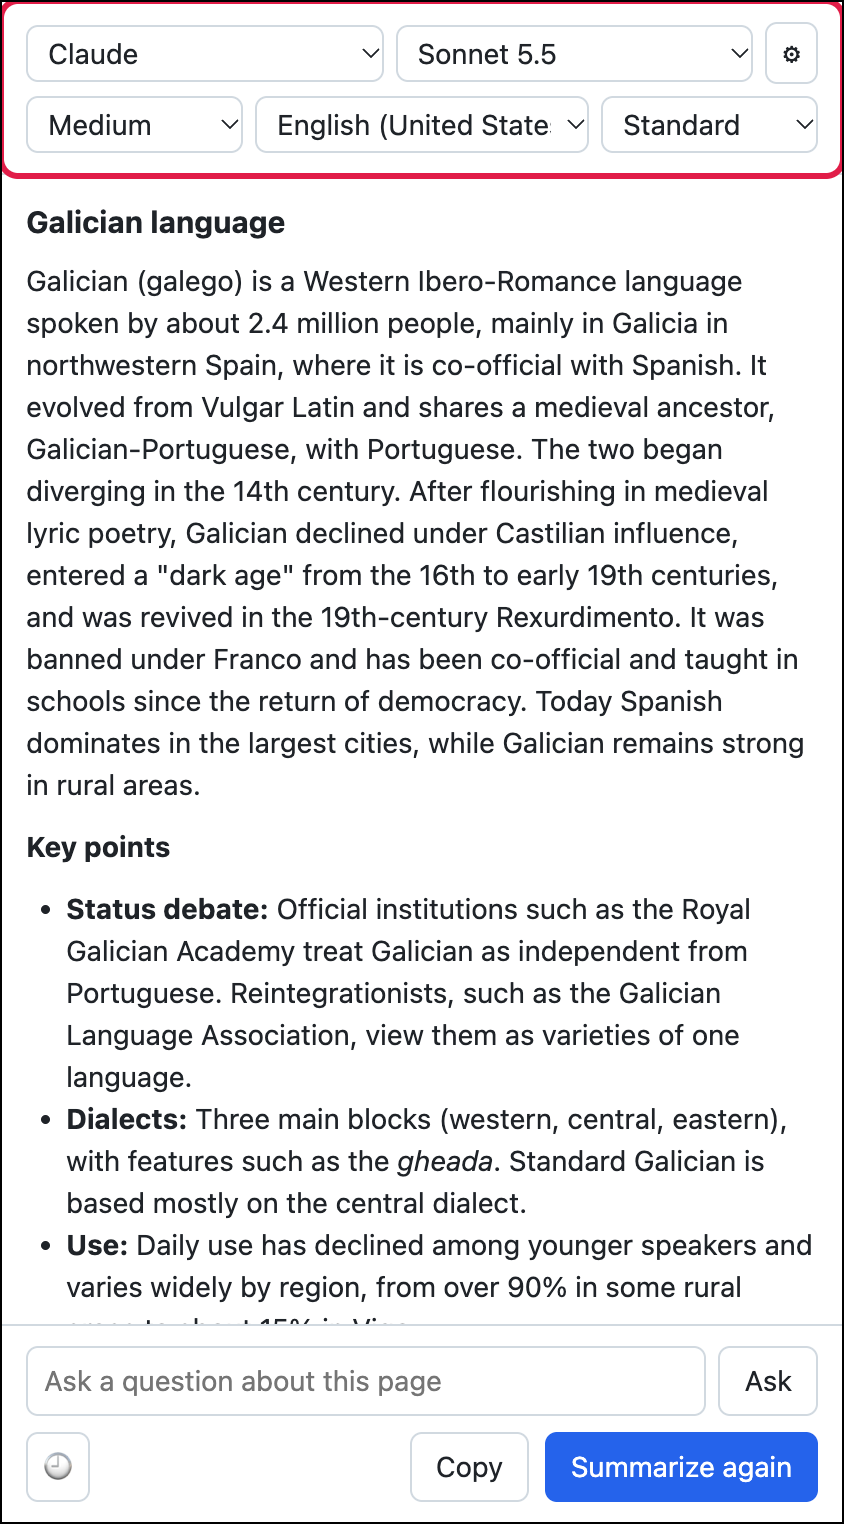 Claude
Sonnet 5.5
Medium
English (United State
Standard
Galician language
Galician (galego) is a Western Ibero-Romance language
spoken by about 2.4 million people, mainly in Galicia in
northwestern Spain, where it is co-official with Spanish. It
evolved from Vulgar Latin and shares a medieval ancestor,
Galician-Portuguese, with Portuguese. The two began
diverging in the 14th century. After flourishing in medieval
lyric poetry, Galician declined under Castilian influence,
entered a "dark age" from the 16th to early 19th centuries,
and was revived in the 19th-century Rexurdimento. It was
banned under Franco and has been co-official and taught in
schools since the return of democracy. Today Spanish
dominates in the largest cities, while Galician remains strong
in rural areas.
Key points
• Status debate: Official institutions such as the Royal
Galician Academy treat Galician as independent from
Portuguese. Reintegrationists, such as the Galician
Language Association, view them as varieties of one
language.
• Dialects: Three main blocks (western, central, eastern),
with features such as the gheada. Standard Galician is
based mostly on the central dialect.
• Use: Daily use has declined among younger speakers and
varies widely by region, from over 90% in some rural
Ask a question about this page
Ask
Copy
Summarize again